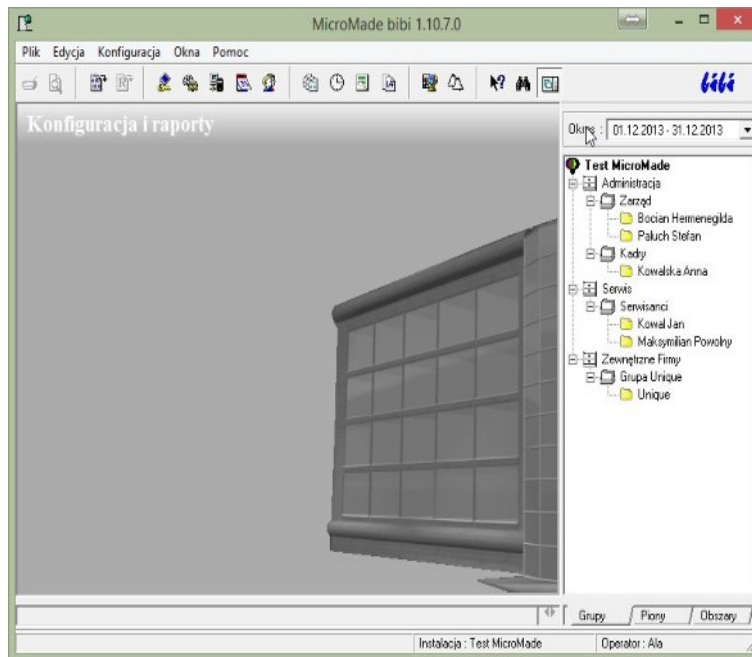 MicroMade bibi 1.10.7.0
Plik Edycja Konfiguracja Okna Pomoc
bibi
Konfiguracja i raporty
Okres : 01.12.2013 - 31.12.2013
Test MicroMade
Administracja
Zarząd
Bocian Hermenegilda
Paluch Stefan
Kadry
Kowalska Anna
Serwis
Serwisanci
Kowal Jan
Maksymilian Powolny
Zewnętrzne Firmy
Grupa Unique
Unique
Grupy Piony Obszary
Instalacja : Test MicroMade Operator : Ala